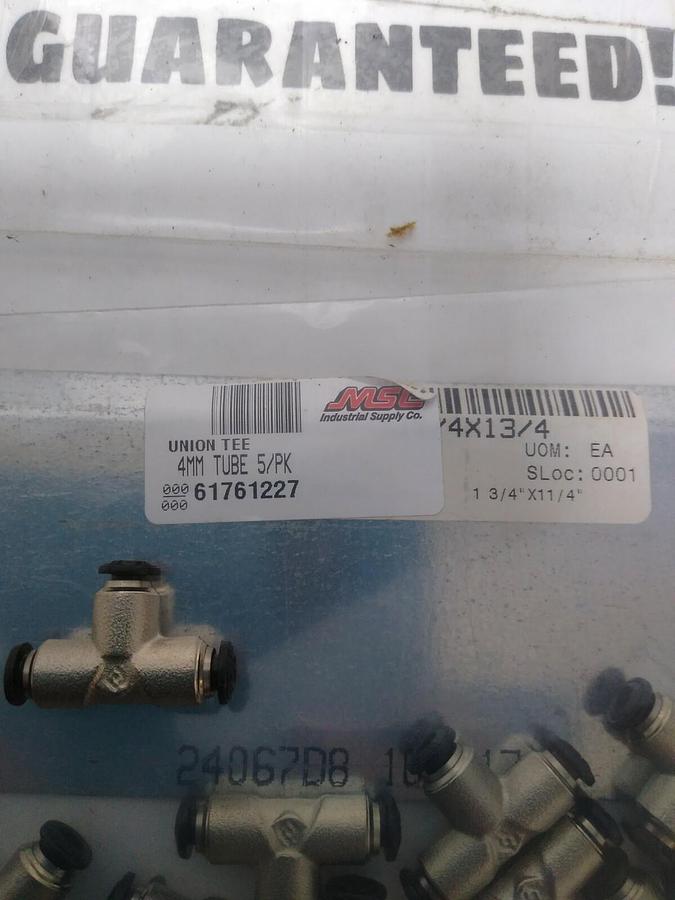 GUARANTEED!
MSC
Industrial Supply Co.
UNION TEE
4MM TUBE 5/PK
000
000
61761227
/4X13/4
UOM: EA
SLoc: 0001
1 3/4"X11/4"
24067D8